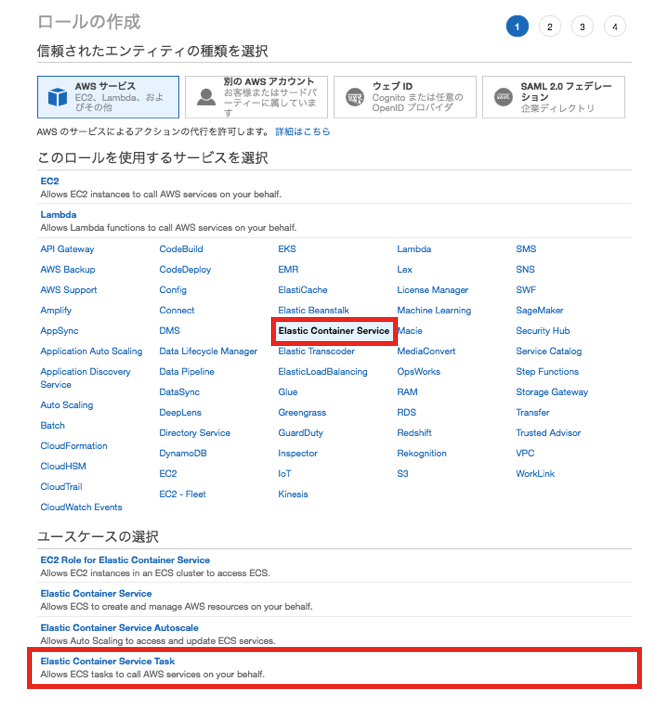 ロールの作成
1 2 3 4
信頼されたエンティティの種類を選択
AWS サービス
EC2、Lambda、およ
びその他
別の AWS アカウント
お客様またはサードパ
ーティーに属していま
す
ウェブ ID
Cognito または任意の
OpenID プロバイダ
SAML 2.0 フェデレー
ション
企業ディレクトリ
AWS のサービスによるアクションの代行を許可します。 詳細はこちら
このロールを使用するサービスを選択
EC2
Allows EC2 instances to call AWS services on your behalf.
Lambda
Allows Lambda functions to call AWS services on your behalf.
API Gateway CodeBuild EKS Lambda SMS
AWS Backup CodeDeploy EMR Lex SNS
AWS Support Config ElastiCache License Manager SWF
Amplify Connect Elastic Beanstalk Machine Learning SageMaker
AppSync DMS Elastic Container Service Macie Security Hub
Application Auto Scaling Data Lifecycle Manager Elastic Transcoder MediaConvert Service Catalog
Application Discovery Data Pipeline ElasticLoadBalancing OpsWorks Step Functions
Service
DataSync Glue RAM Storage Gateway
Auto Scaling DeepLens Greengrass RDS Transfer
Batch Directory Service GuardDuty Redshift Trusted Advisor
CloudFormation DynamoDB Inspector Rekognition VPC
CloudHSM EC2 IoT S3 WorkLink
CloudTrail EC2 - Fleet Kinesis
CloudWatch Events
ユースケースの選択
EC2 Role for Elastic Container Service
Allows EC2 instances in an ECS cluster to access ECS.
Elastic Container Service
Allows ECS to create and manage AWS resources on your behalf.
Elastic Container Service Autoscale
Allows Auto Scaling to access and update ECS services.
Elastic Container Service Task
Allows ECS tasks to call AWS services on your behalf.